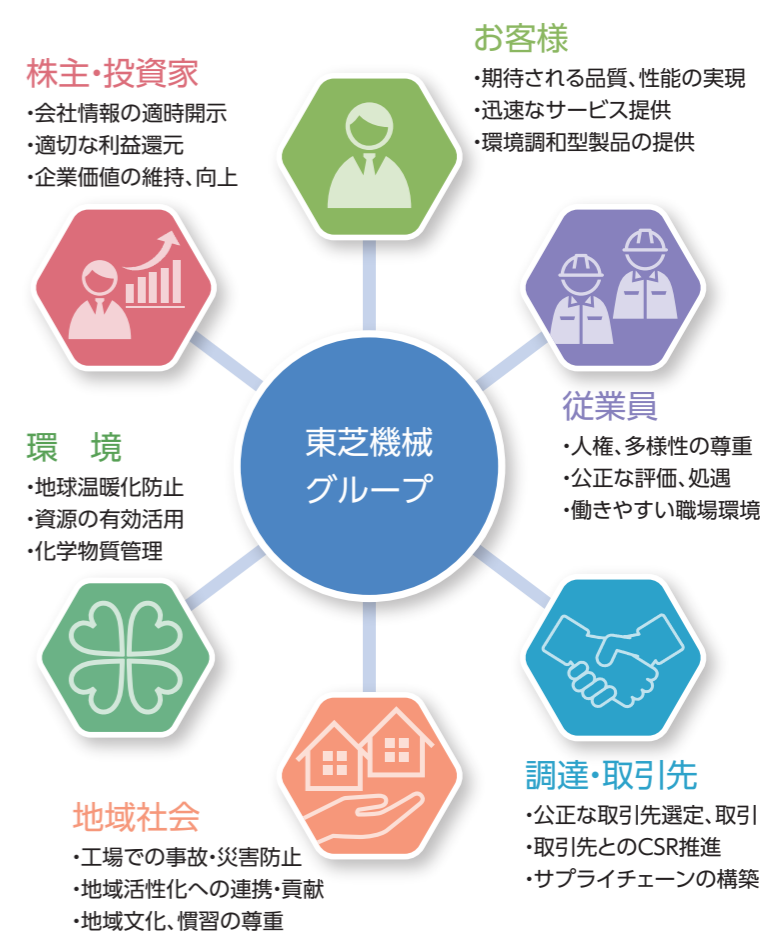 お客様
・期待される品質、性能の実現
・迅速なサービス提供
・環境調和型製品の提供
株主・投資家
・会社情報の適時開示
・適切な利益還元
・企業価値の維持、向上
従業員
・人権、多様性の尊重
・公正な評価、処遇
・働きやすい職場環境
東芝機械
グループ
環　境
・地球温暖化防止
・資源の有効活用
・化学物質管理
調達・取引先
・公正な取引先選定、取引
・取引先とのCSR推進
・サプライチェーンの構築
地域社会
・工場での事故・災害防止
・地域活性化への連携・貢献
・地域文化、慣習の尊重